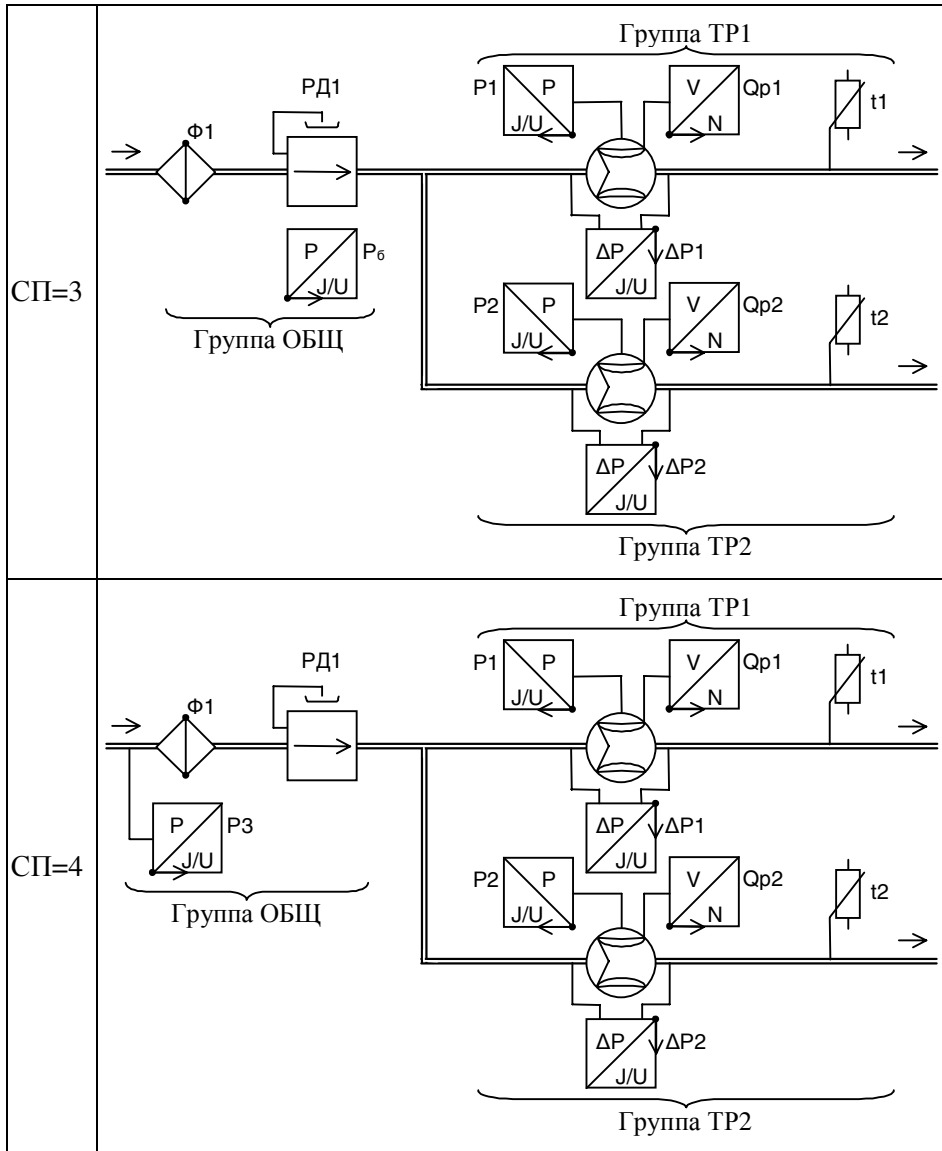 СП=3
Группа ТР1
РД1
Ф1
P1
P
J/U
V
N
Qp1
t1
P
J/U
Pб
ΔP
J/U
ΔP1
Группа ОБЩ
P2
P
J/U
V
N
Qp2
t2
ΔP
J/U
ΔP2
Группа ТР2
СП=4
Группа ТР1
РД1
Ф1
P1
P
J/U
V
N
Qp1
t1
P
J/U
P3
ΔP
J/U
ΔP1
Группа ОБЩ
P2
P
J/U
V
N
Qp2
t2
ΔP
J/U
ΔP2
Группа ТР2